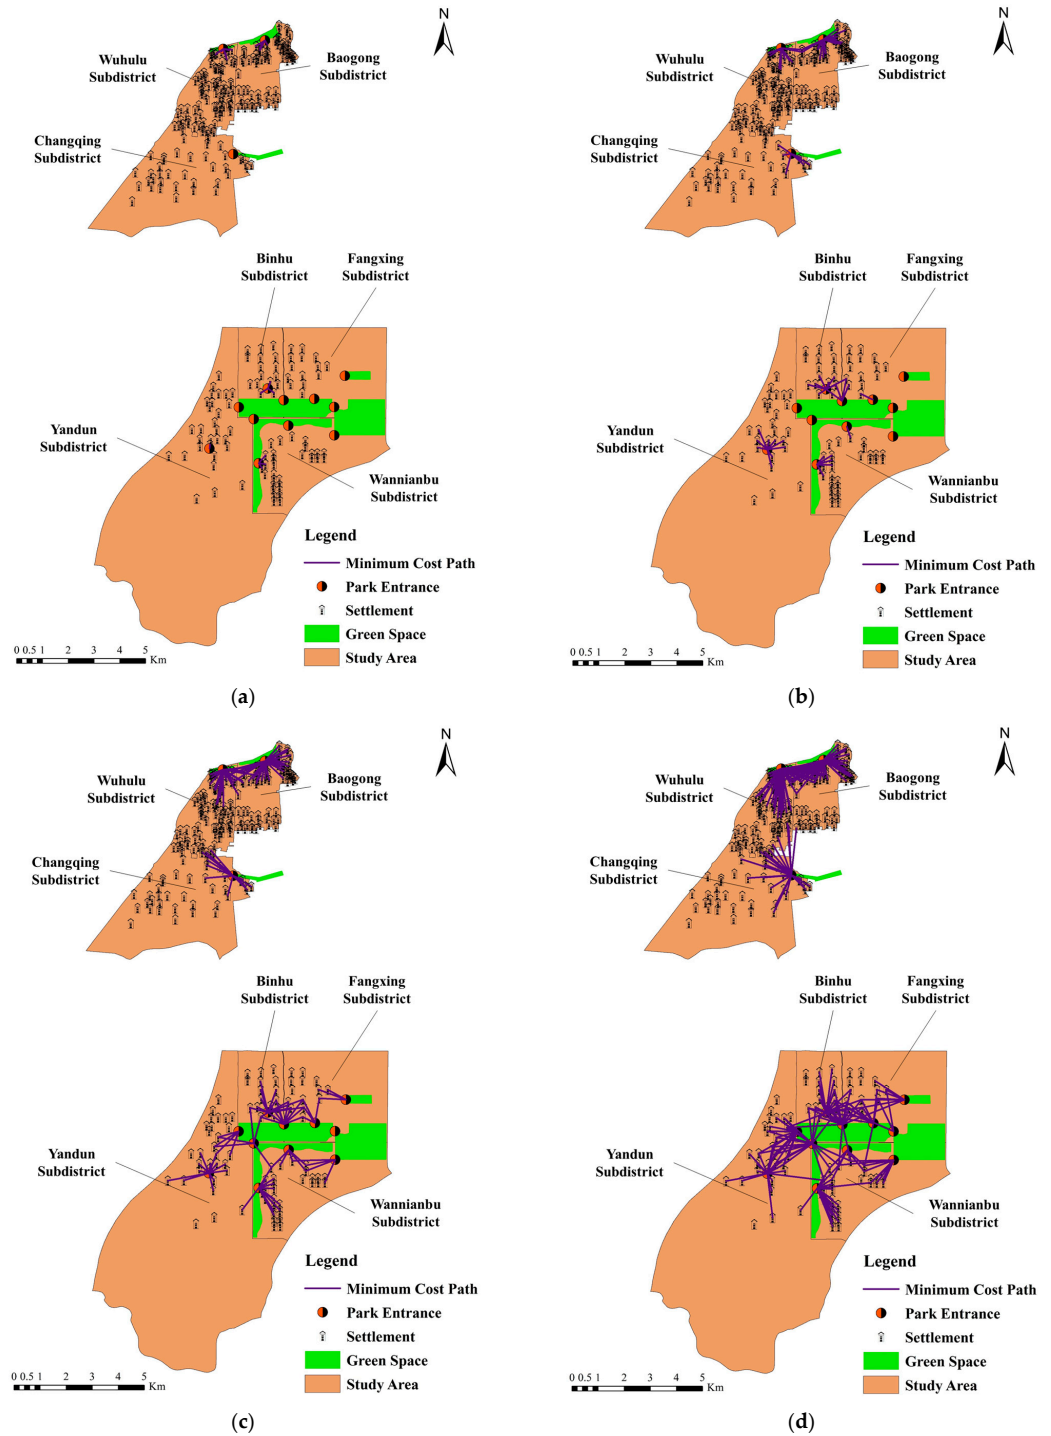 N
Wuhulu
Subdistrict
Baogong
Subdistrict
Changqing
Subdistrict
Binhu
Subdistrict
Fangxing
Subdistrict
Yandun
Subdistrict
Wannianbu
Subdistrict
Legend
Minimum Cost Path
Park Entrance
Settlement
Green Space
Study Area
0 0.5 1 2 3 4 5
Km
(a)
N
Wuhulu
Subdistrict
Baogong
Subdistrict
Changqing
Subdistrict
Binhu
Subdistrict
Fangxing
Subdistrict
Yandun
Subdistrict
Wannianbu
Subdistrict
Legend
Minimum Cost Path
Park Entrance
Settlement
Green Space
Study Area
0 0.5 1 2 3 4 5
Km
(b)
N
Wuhulu
Subdistrict
Baogong
Subdistrict
Changqing
Subdistrict
Binhu
Subdistrict
Fangxing
Subdistrict
Yandun
Subdistrict
Wannianbu
Subdistrict
Legend
Minimum Cost Path
Park Entrance
Settlement
Green Space
Study Area
0 0.5 1 2 3 4 5
Km
(c)
N
Wuhulu
Subdistrict
Baogong
Subdistrict
Changqing
Subdistrict
Binhu
Subdistrict
Fangxing
Subdistrict
Yandun
Subdistrict
Wannianbu
Subdistrict
Legend
Minimum Cost Path
Park Entrance
Settlement
Green Space
Study Area
0 0.5 1 2 3 4 5
Km
(d)